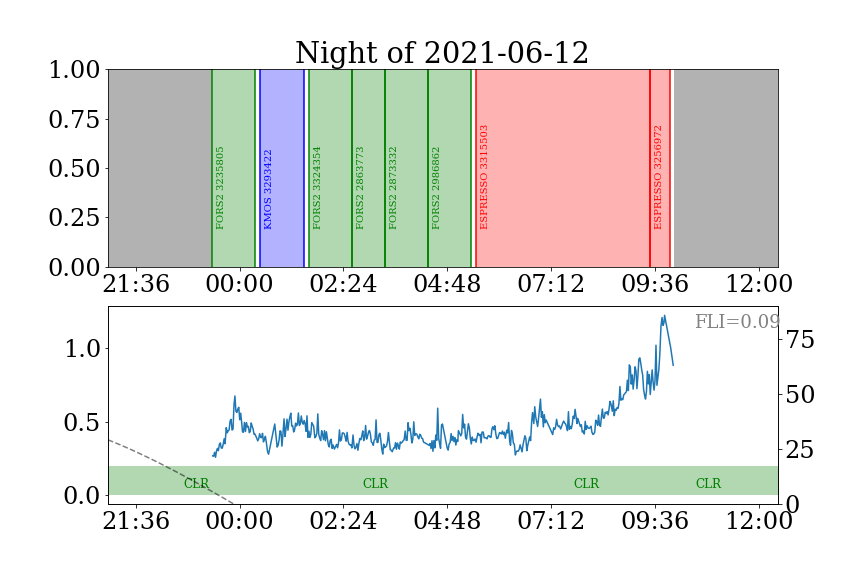 Night of 2021-06-12
1.00
0.75
0.50
0.25
0.00
FORS2 3235805
KMOS 3293422
FORS2 3324354
FORS2 2863773
FORS2 2873332
FORS2 2986862
ESPRESSO 3315503
ESPRESSO 3256972
21:36 00:00 02:24 04:48 07:12 09:36 12:00
FLI=0.09
1.0
0.5
0.0
75
50
25
0
CLR CLR CLR CLR
21:36 00:00 02:24 04:48 07:12 09:36 12:00